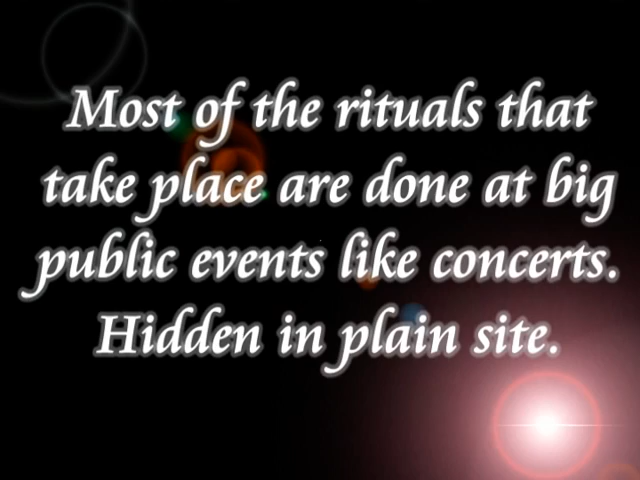 Most of the rituals that
take place are done at big
public events like concerts.
Hidden in plain site.